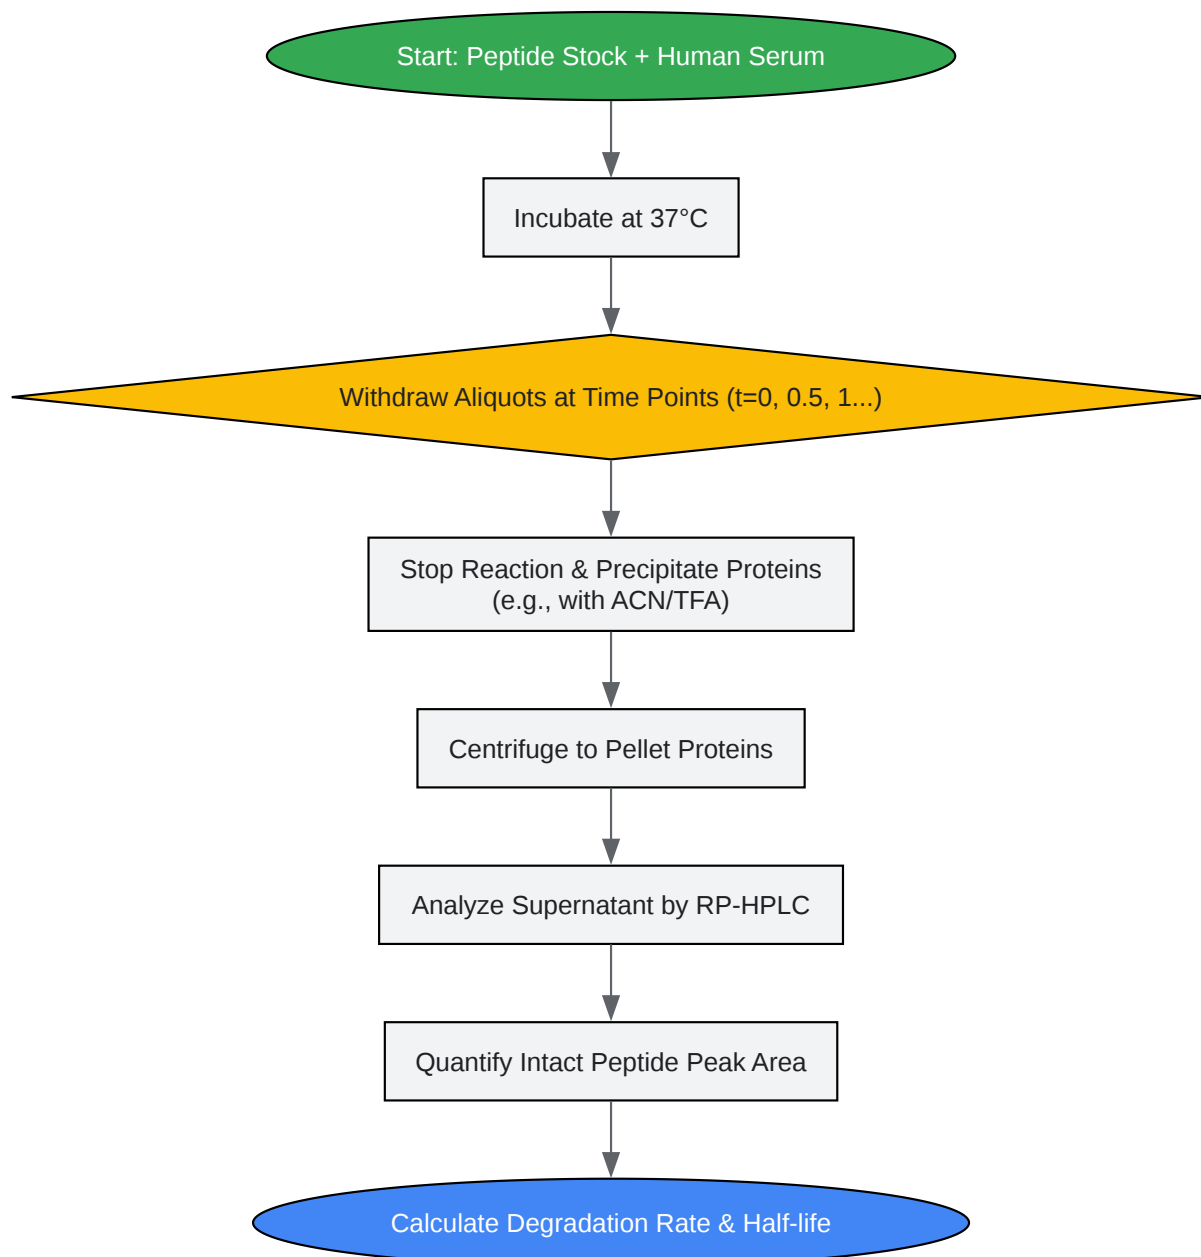 Start: Peptide Stock + Human Serum
Incubate at 37°C
Withdraw Aliquots at Time Points (t=0, 0.5, 1...)
Stop Reaction & Precipitate Proteins
(e.g., with ACN/TFA)
Centrifuge to Pellet Proteins
Analyze Supernatant by RP-HPLC
Quantify Intact Peptide Peak Area
Calculate Degradation Rate & Half-life